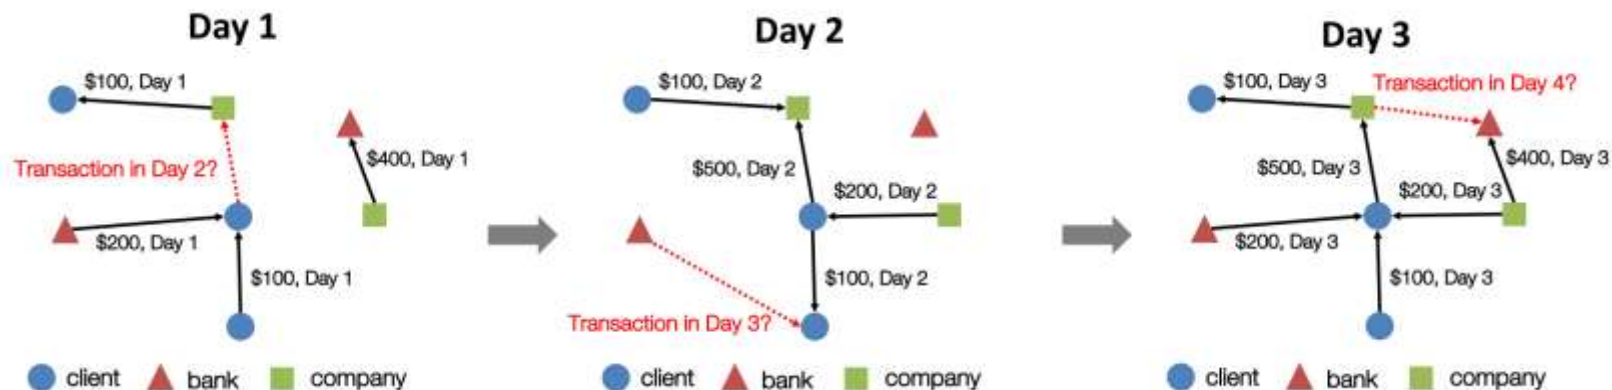 Day 1
$100, Day 1
Transaction in Day 2?
$400, Day 1
$200, Day 1
$100, Day 1
client bank company
Day 2
$100, Day 2
$500, Day 2
$200, Day 2
$100, Day 2
Transaction in Day 3?
client bank company
Day 3
$100, Day 3
Transaction in Day 4?
$400, Day 3
$500, Day 3
$200, Day 3
$200, Day 3
$100, Day 3
client bank company